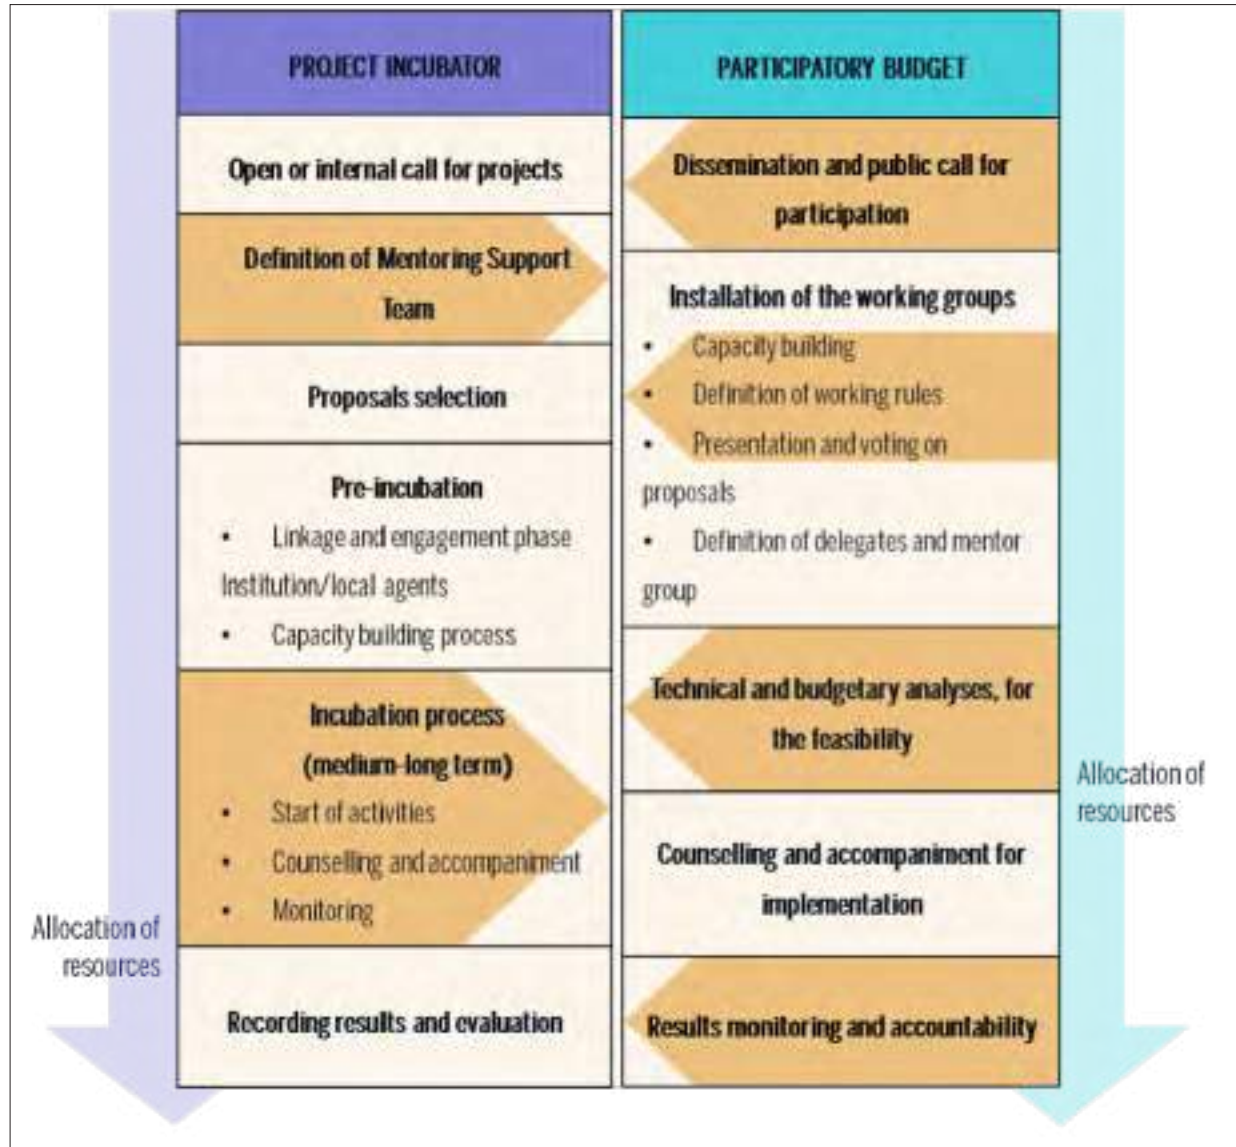 PROJECT INCUBATOR
Open or internal call for projects
Definition of Mentoring Support
Team
Proposals selection
Pre-incubation
• Linkage and engagement phase
Institution/local agents
• Capacity building process
Incubation process
(medium-long term)
• Start of activities
• Counselling and accompaniment
• Monitoring
Recording results and evaluation
Allocation of
resources
PARTICIPATORY BUDGET
Dissemination and public call for
participation
Installation of the working groups
• Capacity building
• Definition of working rules
• Presentation and voting on
proposals
• Definition of delegates and mentor
group
Technical and budgetary analyses, for
the feasibility
Counselling and accompaniment for
implementation
Results monitoring and accountability
Allocation of
resources